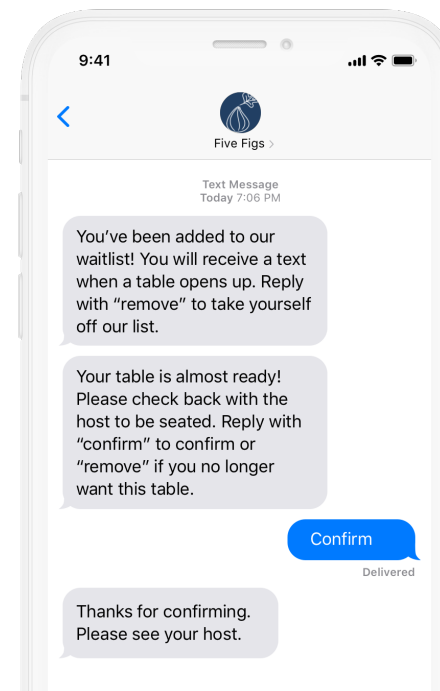 9:41
Five Figs
Text Message
Today 7:06 PM
You’ve been added to our
waitlist! You will receive a text
when a table opens up. Reply
with “remove” to take yourself
off our list.
Your table is almost ready!
Please check back with the
host to be seated. Reply with
“confirm” to confirm or
“remove” if you no longer
want this table.
Confirm
Delivered
Thanks for confirming.
Please see your host.